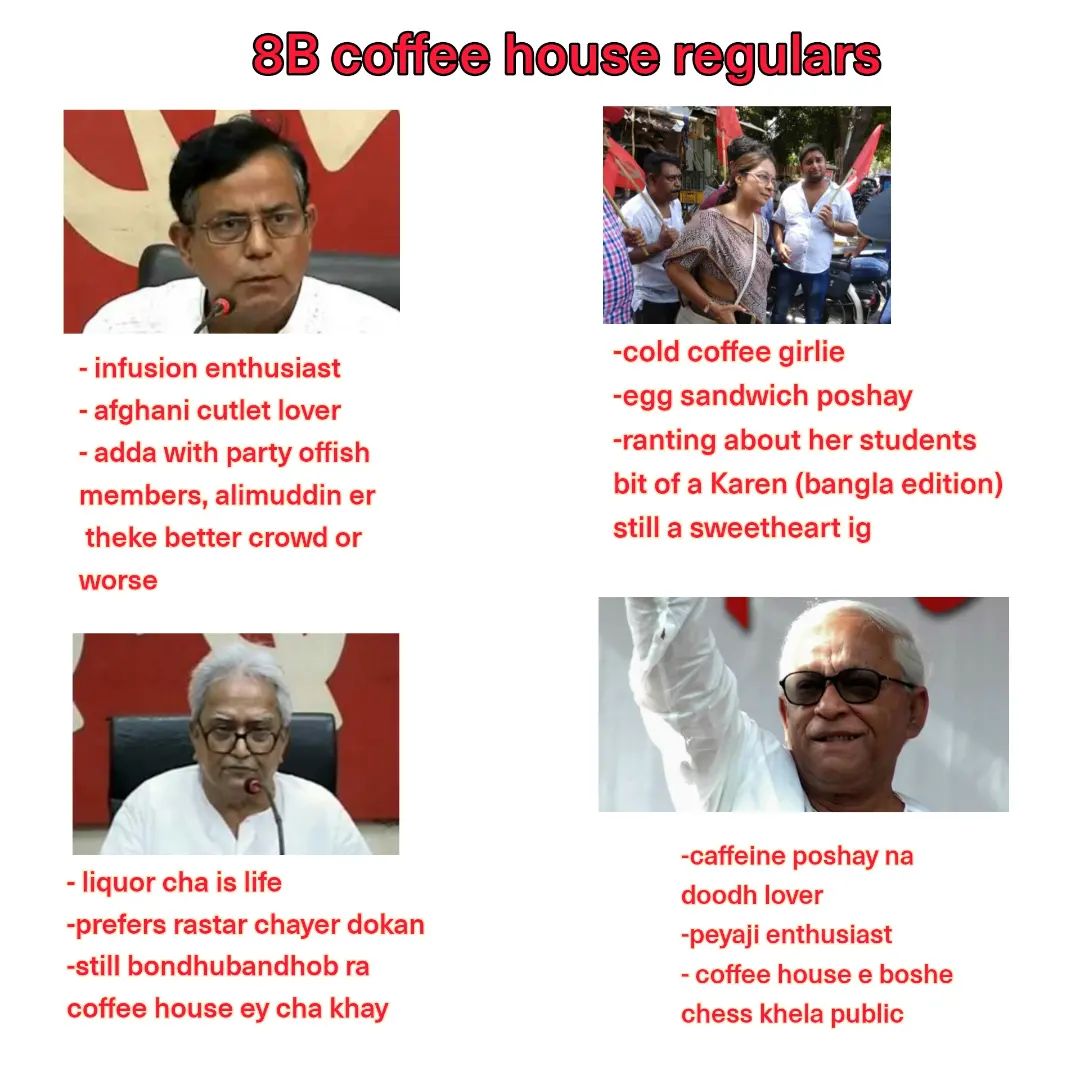 8B coffee house regulars
- infusion enthusiast
- afghani cutlet lover
- adda with party offish
members, alimuddin er
theke better crowd or
worse
-cold coffee girlie
-egg sandwich poshay
-ranting about her students
bit of a Karen (bangla edition)
still a sweetheart ig
- liquor cha is life
-prefers rastar chayer dokan
-still bondhubandhob ra
coffee house ey cha khay
-caffeine poshay na
doodh lover
-peyaji enthusiast
- coffee house e boshe
chess khela public